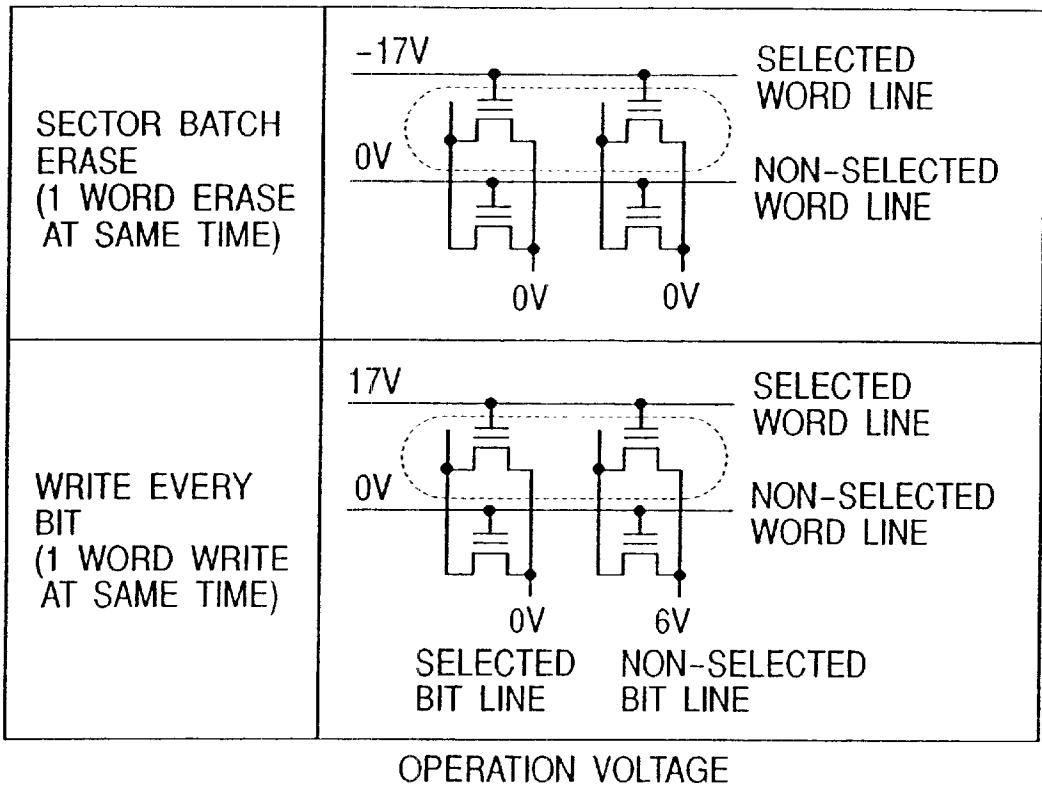 SECTOR BATCH
ERASE
(1 WORD ERASE
AT SAME TIME)
-17V
SELECTED
WORD LINE
0V
NON-SELECTED
WORD LINE
0V
0V
WRITE EVERY
BIT
(1 WORD WRITE
AT SAME TIME)
17V
SELECTED
WORD LINE
0V
NON-SELECTED
WORD LINE
0V
6V
SELECTED
BIT LINE
NON-SELECTED
BIT LINE
OPERATION VOLTAGE